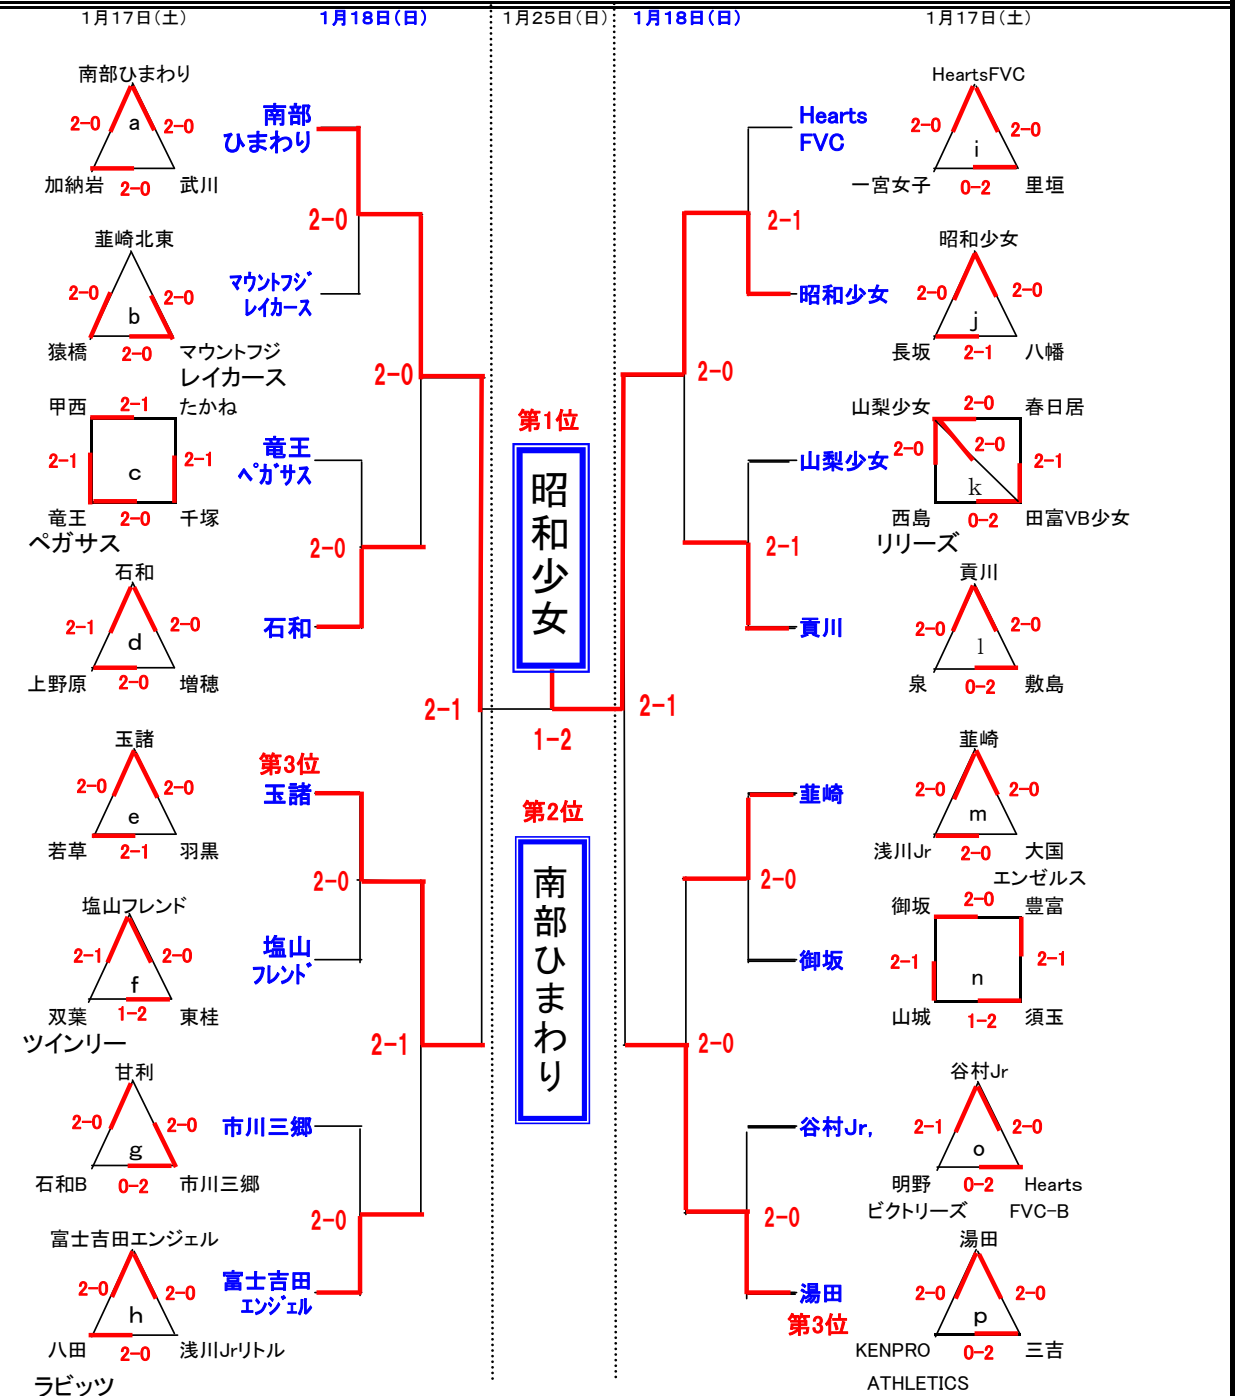 1月17日(土)
1月18日(日)
1月25日(日)
1月18日(日)
1月17日(土)
南部ひまわり
2-0
a
2-0
加納岩
2-0
武川
韮崎北東
2-0
b
2-0
猿橋
2-0
マウントフジ
レイカース
甲西
2-1
たかね
2-1
c
2-1
竜王
2-0
千塚
ペガサス
石和
2-1
d
2-0
上野原
2-0
増穂
玉諸
2-0
e
2-0
若草
2-1
羽黒
塩山フレンド
2-1
f
2-0
双葉
1-2
東桂
ツインリー
甘利
2-0
g
2-0
石和B
0-2
市川三郷
富士吉田エンジェル
2-0
h
2-0
八田
2-0
浅川Jrリトル
ラビッツ
南部
ひまわり
2-0
マウントフジ
レイカース
2-0
竜王
ペガサス
2-0
石和
2-1
第3位
玉諸
2-0
塩山
フレンド
2-1
市川三郷
2-0
富士吉田
エンジェル
第1位
昭和少女
1-2
第2位
南部ひまわり
Hearts
FVC
2-1
昭和少女
2-0
山梨少女
2-1
貢川
2-1
韮崎
2-0
御坂
2-0
谷村Jr,
2-0
湯田
第3位
HeartsFVC
2-0
i
2-0
一宮女子
0-2
里垣
昭和少女
2-0
j
2-0
長坂
2-1
八幡
山梨少女
2-0
春日居
2-0
2-0
2-1
k
西島
0-2
田富VB少女
リリーズ
貢川
2-0
l
2-0
泉
0-2
敷島
韮崎
2-0
m
2-0
浅川Jr
2-0
大国
エンゼルス
御坂
2-0
豊富
2-1
n
2-1
山城
1-2
須玉
谷村Jr
2-1
o
2-0
明野
0-2
Hearts
ビクトリーズ
FVC-B
湯田
2-0
p
2-0
KENPRO
0-2
三吉
ATHLETICS